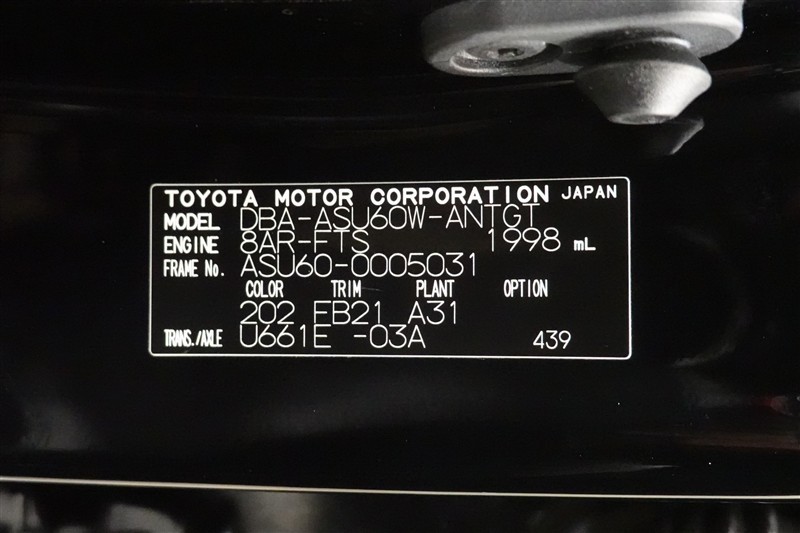 TOYOTA MOTOR CORPORATION JAPAN
MODEL DBA-ASU60W-ANTGT
ENGINE 8AR-FTS 1998 mL
FRAME No. ASU60-0005031
COLOR TRIM PLANT OPTION
202 FB21 A31
TRANS./AXLE U661E -03A 439